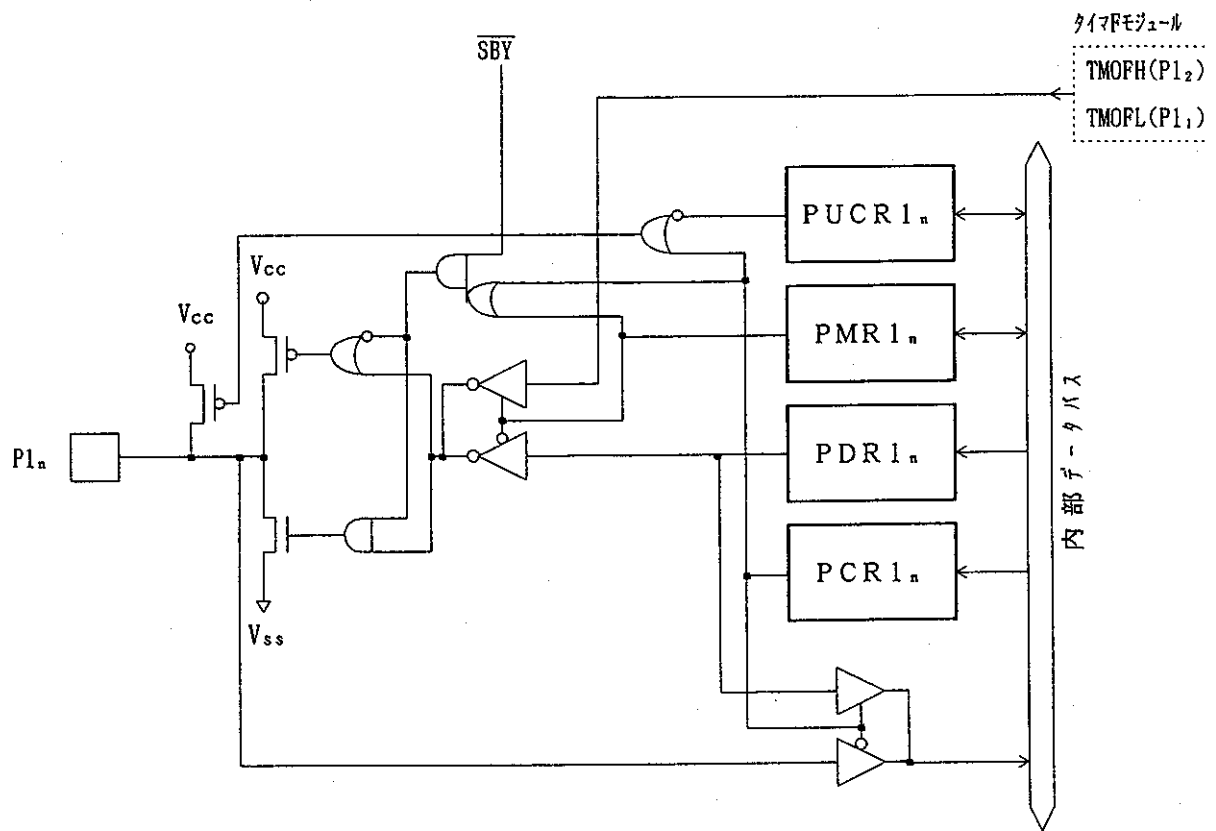 タイマFモジュール
TMOFH(P1₂)
TMOFL(P1₁)
SBY
PUCR1ₙ
Vcc
Vcc
PMR1ₙ
P1ₙ
PDR1ₙ
PCR1ₙ
Vss
内部データバス